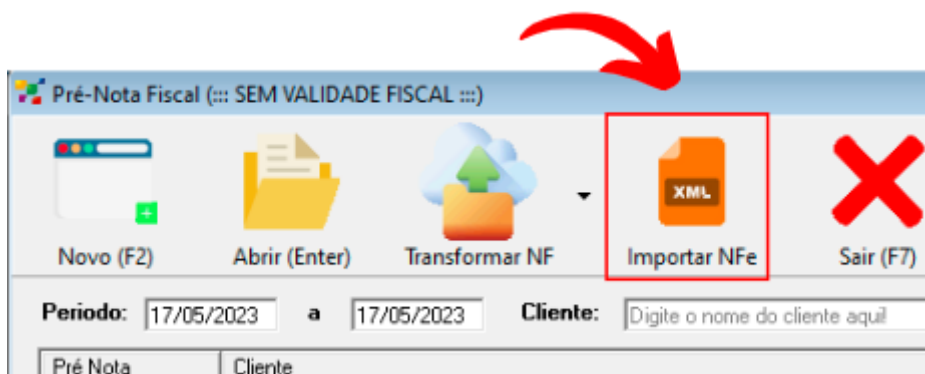 Pré-Nota Fiscal (::: SEM VALIDADE FISCAL :::)
XML
Novo (F2) Abrir (Enter) Transformar NF Importar NFe Sair (F7)
Periodo: 17/05/2023 a 17/05/2023 Cliente: Digite o nome do cliente aqui!
Pré Nota Cliente